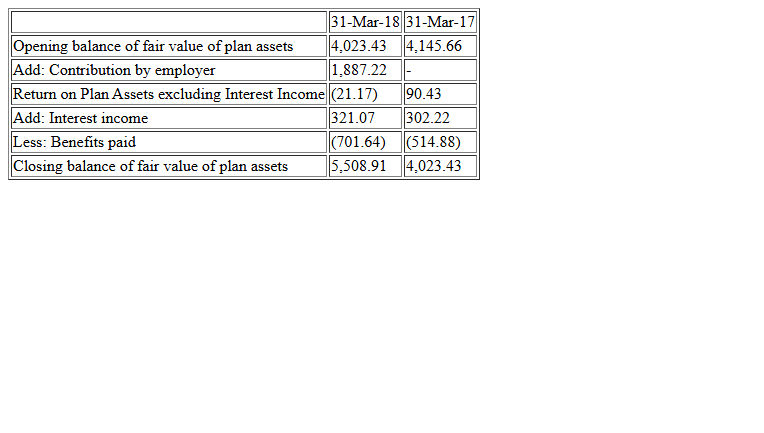 31-Mar-18 31-Mar-17
Opening balance of fair value of plan assets 4,023.43 4,145.66
Add: Contribution by employer 1,887.22 -
Return on Plan Assets excluding Interest Income (21.17) 90.43
Add: Interest income 321.07 302.22
Less: Benefits paid (701.64) (514.88)
Closing balance of fair value of plan assets 5,508.91 4,023.43